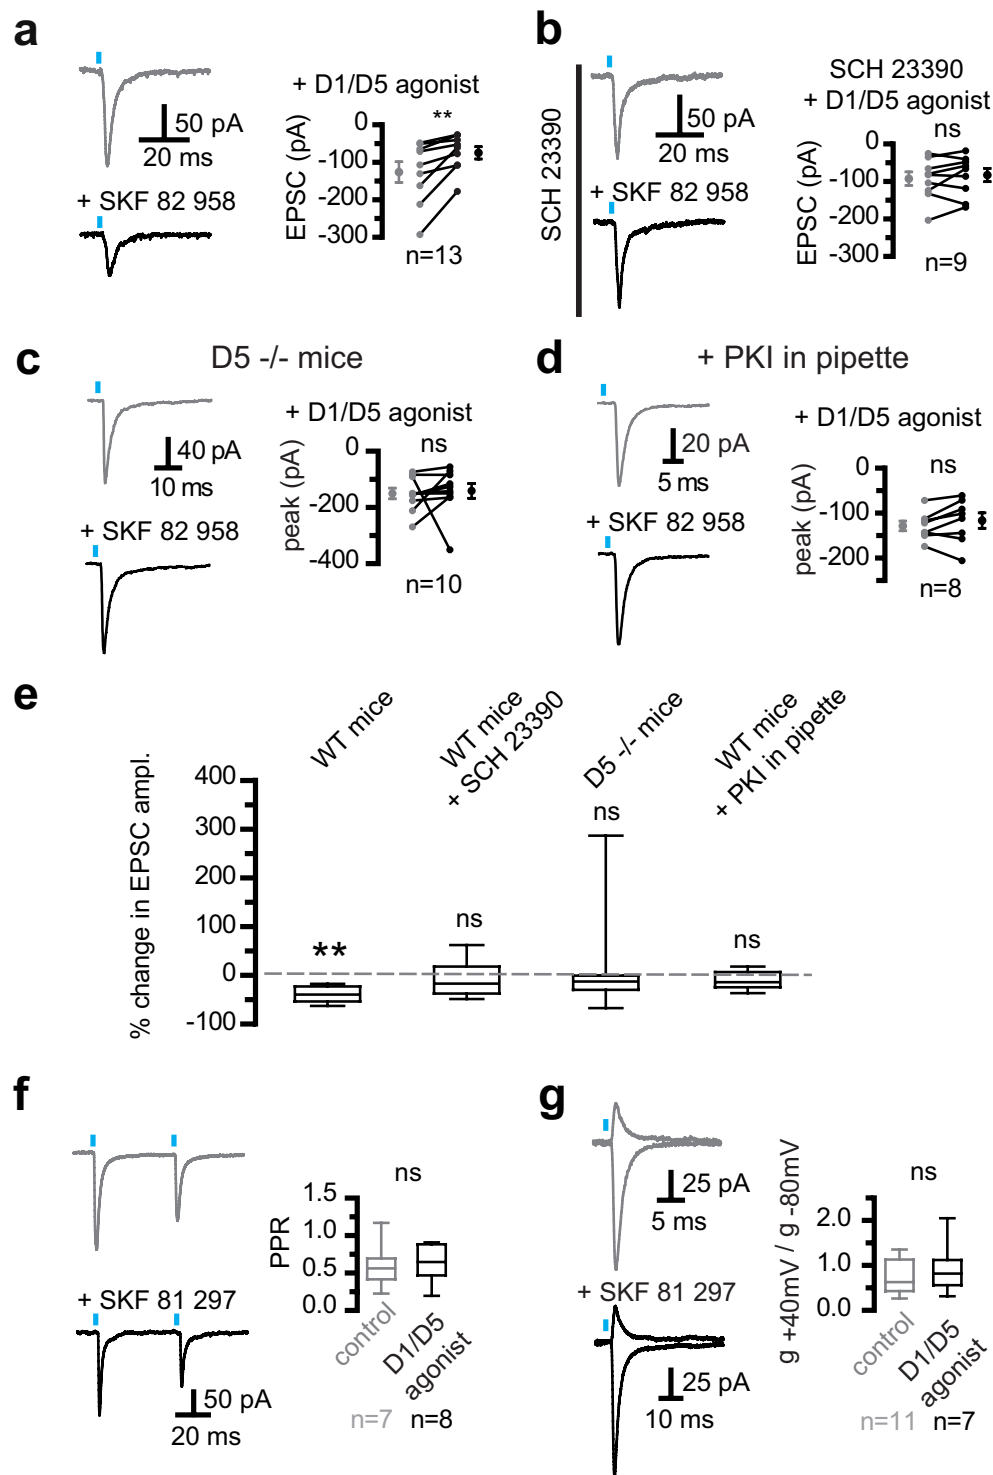 a
50 pA
20 ms
+ SKF 82 958
+ D1/D5 agonist
**
EPSC (pA)
0
-100
-200
-300
n=13
b
SCH 23390
50 pA
20 ms
+ SKF 82 958
SCH 23390
+ D1/D5 agonist
ns
EPSC (pA)
0
-100
-200
-300
n=9
c
D5 -/- mice
40 pA
10 ms
+ SKF 82 958
+ D1/D5 agonist
ns
peak (pA)
0
-200
-400
n=10
d
+ PKI in pipette
20 pA
5 ms
+ SKF 82 958
+ D1/D5 agonist
ns
peak (pA)
0
-100
-200
n=8
e
WT mice
WT mice
+ SCH 23390
D5 -/- mice
WT mice
+ PKI in pipette
% change in EPSC ampl.
400
300
200
100
0
-100
**
ns
ns
ns
f
+ SKF 81 297
50 pA
20 ms
ns
PPR
1.5
1.0
0.5
0.0
control
D1/D5
agonist
n=7
n=8
g
25 pA
5 ms
+ SKF 81 297
25 pA
10 ms
ns
g +40mV / g -80mV
2.0
1.0
0.0
control
D1/D5
agonist
n=11
n=7